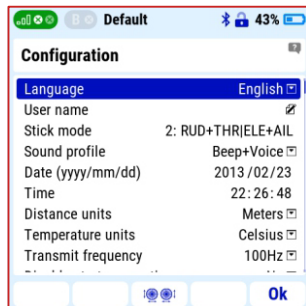 B Default 43%
Configuration
Language English
User name
Stick mode 2: RUD+THR|ELE+AIL
Sound profile Beep+Voice
Date (yyyy/mm/dd) 2013/02/23
Time 22:26:48
Distance units Meters
Temperature units Celsius
Transmit frequency 100Hz
Ok